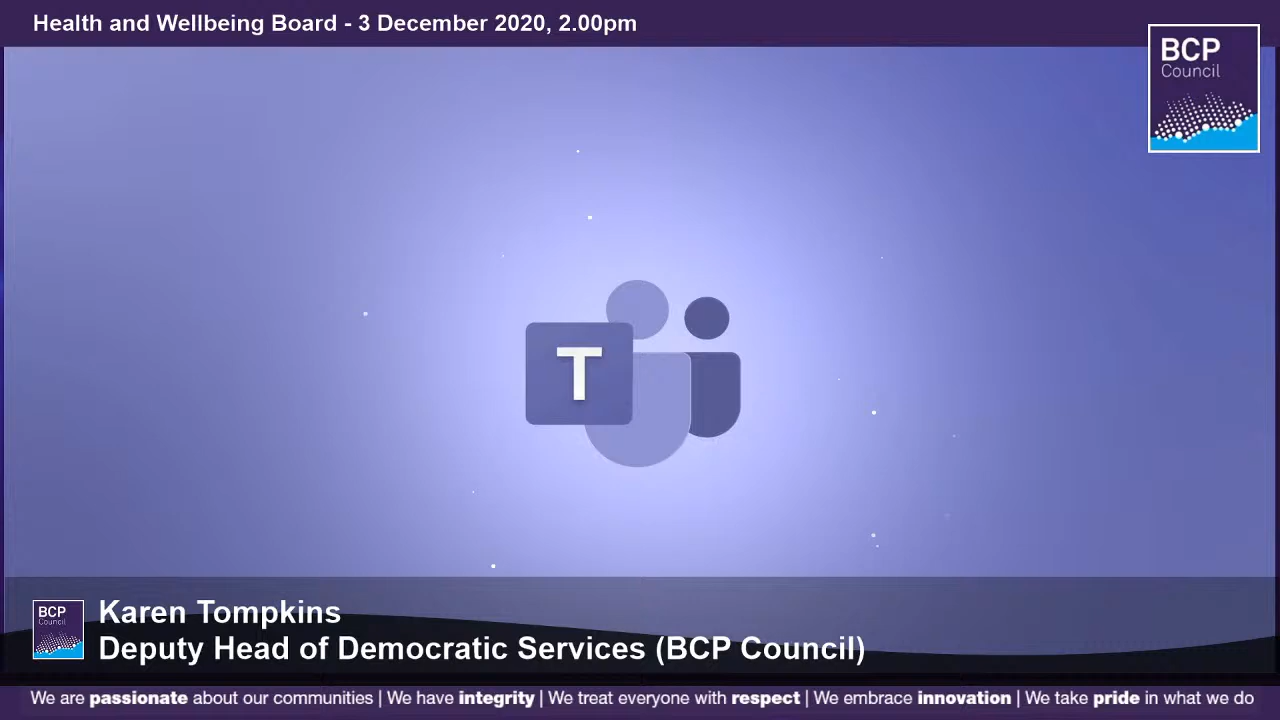 Health and Wellbeing Board - 3 December 2020, 2.00pm
BCP
Council
T
BCP
Council
Karen Tompkins
Deputy Head of Democratic Services (BCP Council)
We are passionate about our communities | We have integrity | We treat everyone with respect | We embrace innovation | We take pride in what we do